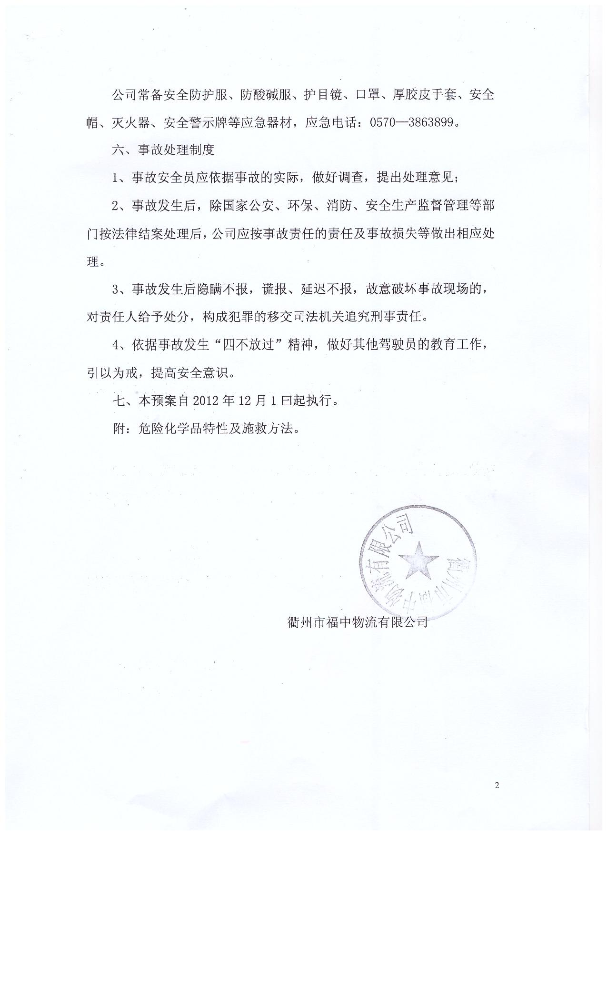 公司常备安全防护服、防酸碱服、护目镜、口罩、厚胶皮手套、安全
帽、灭火器、安全警示牌等应急器材，应急电话：0570—3863899。
六、事故处理制度
1、事故安全员应依据事故的实际，做好调查，提出处理意见；
2、事故发生后，除国家公安、环保、消防、安全生产监督管理等部
门按法律结案处理后，公司应按事故责任的责任及事故损失等做出相应处
理。
3、事故发生后隐瞒不报，谎报、延迟不报，故意破坏事故现场的，
对责任人给予处分，构成犯罪的移交司法机关追究刑事责任。
4、依据事故发生“四不放过”精神，做好其他驾驶员的教育工作，
引以为戒，提高安全意识。
七、本预案自 2012 年 12 月 1 日起执行。
附：危险化学品特性及施救方法。
衢州市福中物流有限公司
衢州市福中物流有限公司
2